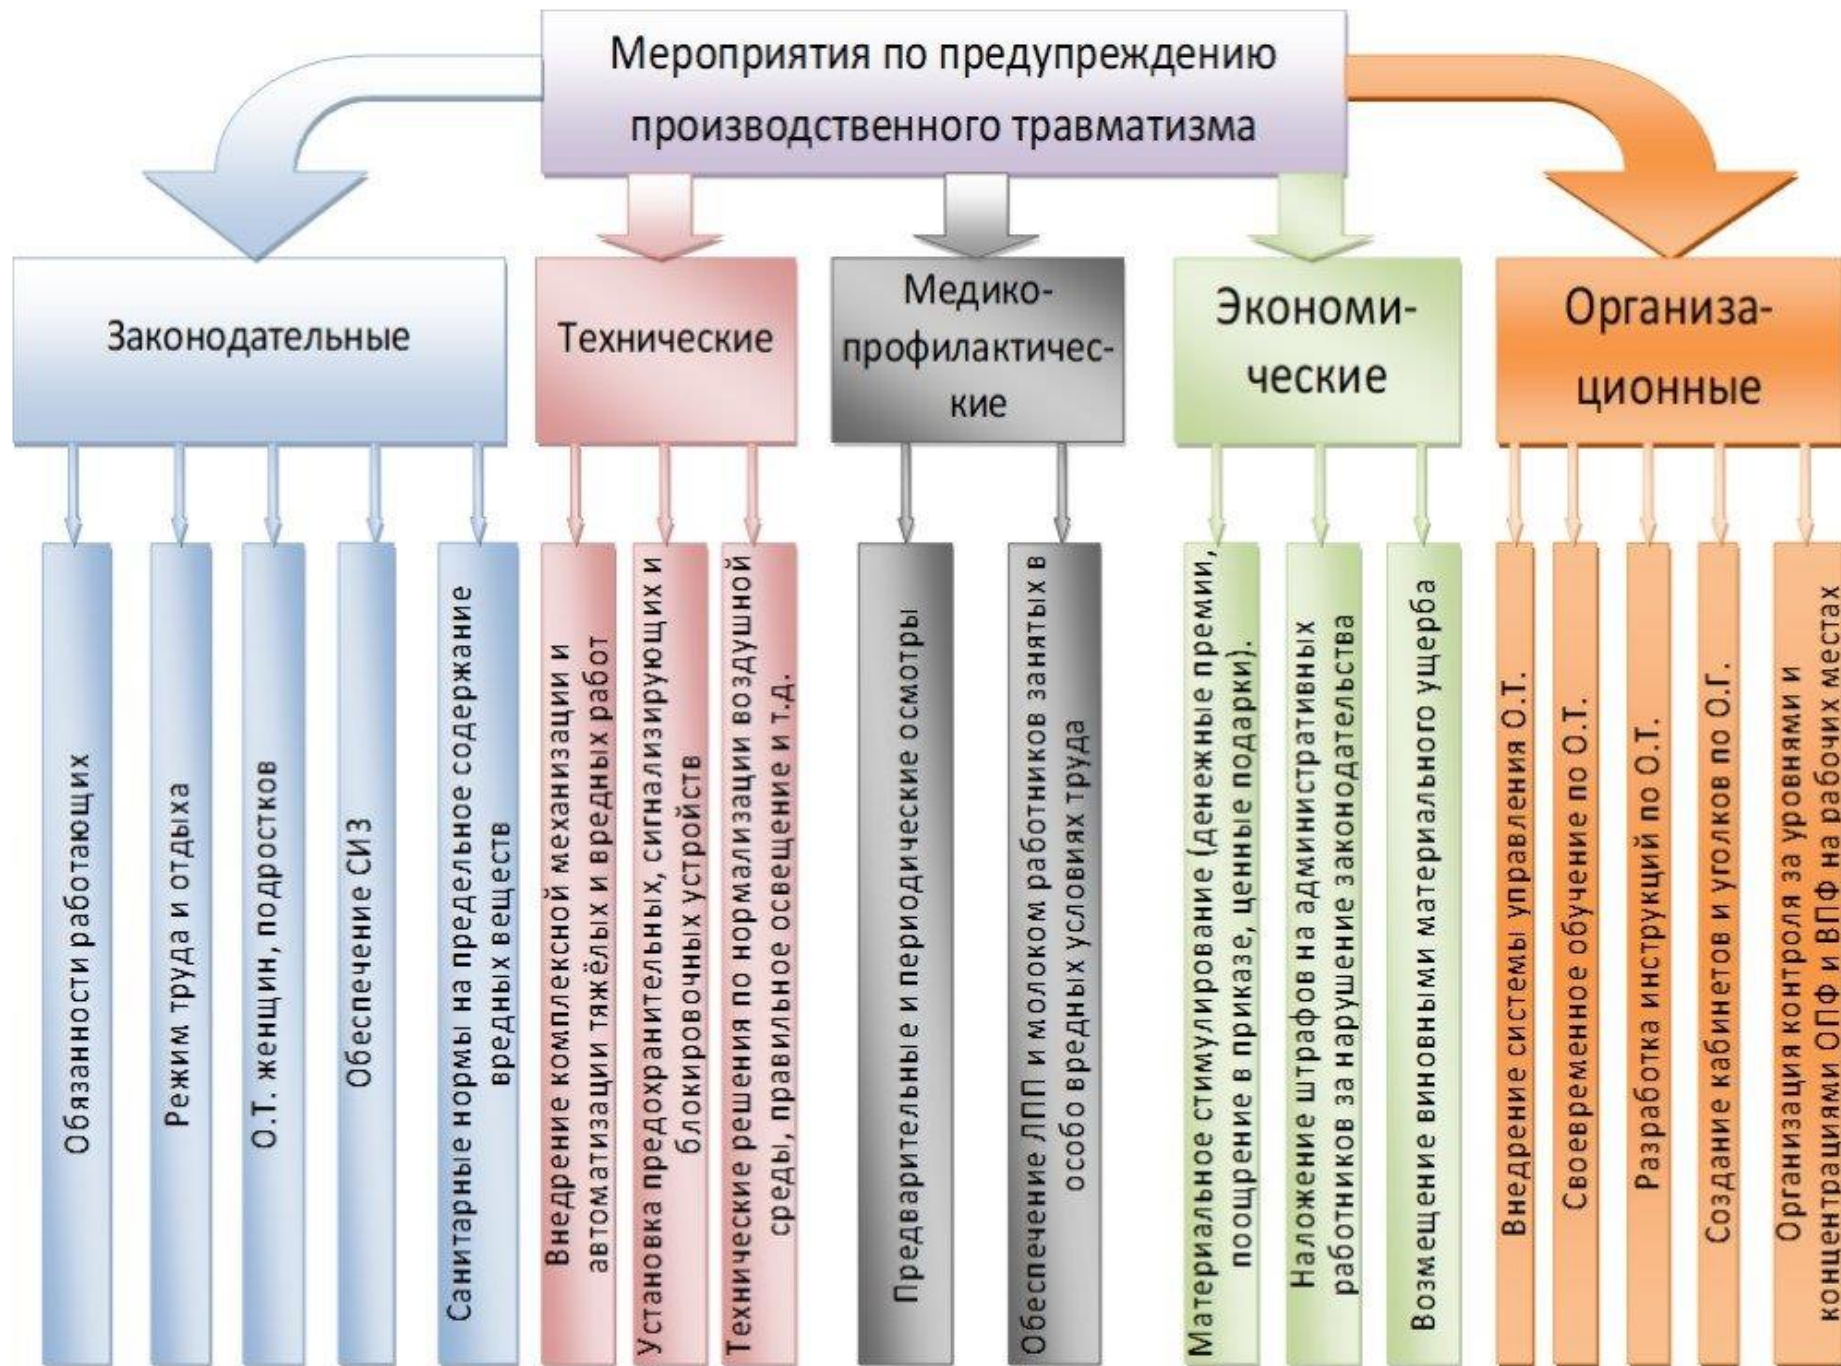 Мероприятия по предупреждению
производственного травматизма
Законодательные
Технические
Медико-
профилактичес-
кие
Экономи-
ческие
Организа-
ционные
Обязанности работающих
Режим труда и отдыха
О.Т. женщин, подростков
Обеспечение СИЗ
Санитарные нормы на предельное содержание
вредных веществ
Внедрение комплексной механизации и
автоматизации тяжёлых и вредных работ
Установка предохранительных, сигнализирующих и
блокировочных устройств
Технические решения по нормализации воздушной
среды, правильное освещение и т.д.
Предварительные и периодические осмотры
Обеспечение ЛПП и молоком работников занятых в
особо вредных условиях труда
Материальное стимулирование (денежные премии,
поощрение в приказе, ценные подарки).
Наложение штрафов на административных
работников за нарушение законодательства
Возмещение виновными материального ущерба
Внедрение системы управления О.Т.
Своевременное обучение по О.Т.
Разработка инструкций по О.Т.
Создание кабинетов и уголков по О.Г.
Организация контроля за уровнями и
концентрациями ОПФ и ВПФ на рабочих местах